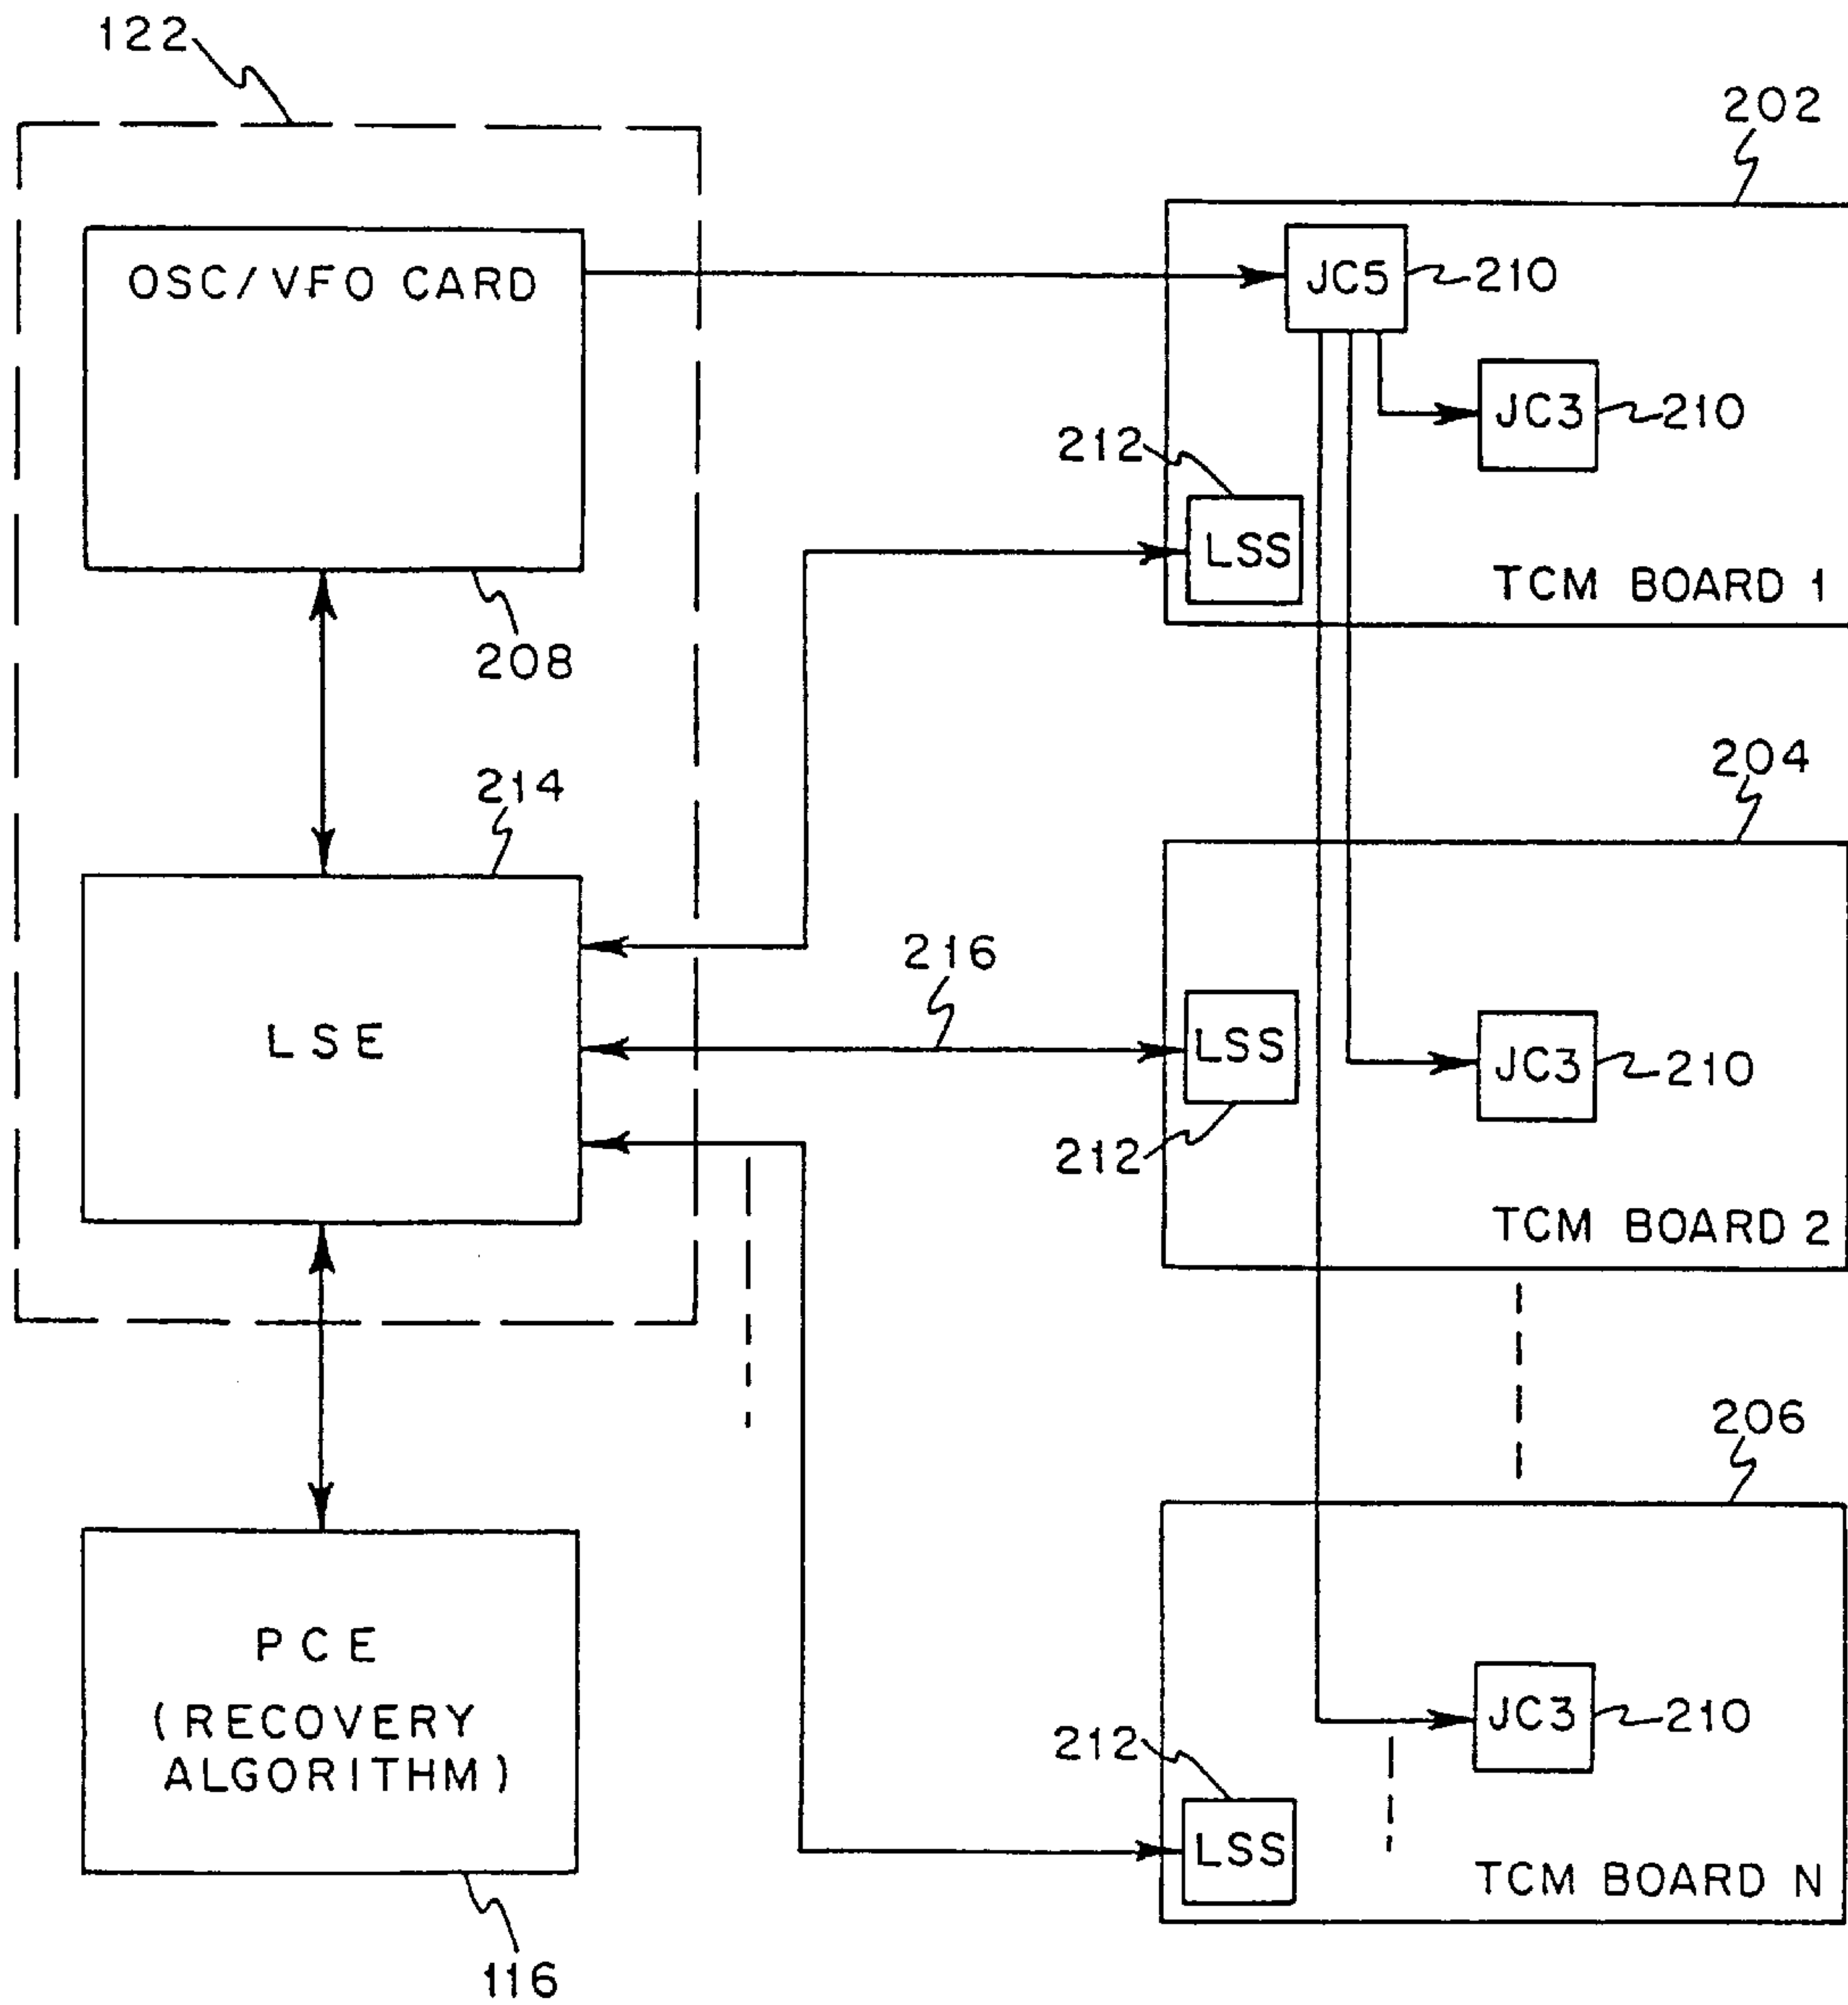 122
202
OSC/VFO CARD
JC5
210
JC3
210
212
LSS
TCM BOARD 1
208
204
214
216
LSE
LSS
JC3
210
212
TCM BOARD 2
206
PCE
(RECOVERY
ALGORITHM)
JC3
210
212
LSS
TCM BOARD N
116